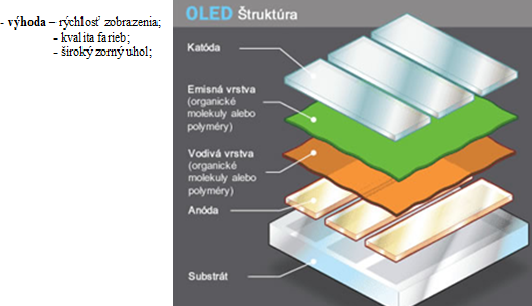 - výhoda – rýchlosť zobrazenia;
- kvalita farieb;
- široký zorný uhol;
OLED Štruktúra
Katóda
Emisná vrstva
(organické
molekuly alebo
polyméry)
Vodivá vrstva
(organické
molekuly alebo
polyméry)
Anóda
Substrát